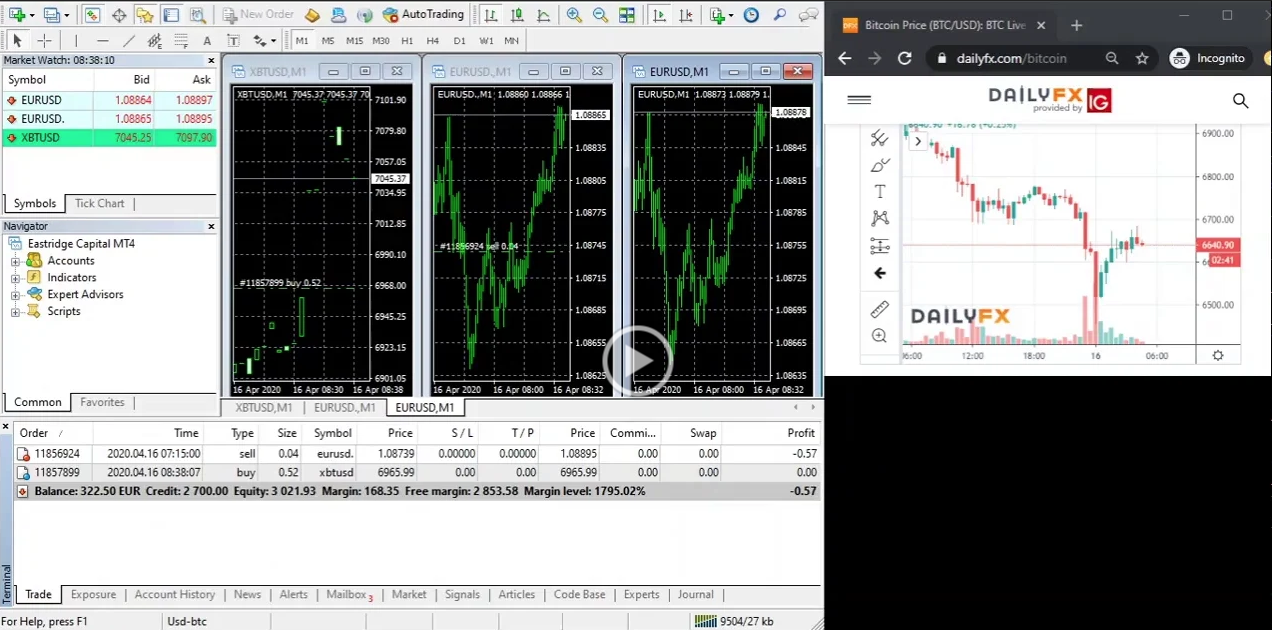 New Order
AutoTrading
A
T
M1 M5 M15 M30 H1 H4 D1 W1 MN
Market Watch: 08:38:10
Symbol Bid Ask
EURUSD 1.08864 1.08897
EURUSD. 1.08865 1.08895
XBTUSD 7045.25 7097.90
Symbols Tick Chart
Navigator
Eastridge Capital MT4
Accounts
Indicators
Expert Advisors
Scripts
Common Favorites
XBTUSD,M1
XBTUSD,M1 7045.37 7045.37 70
7101.90
7079.80
7057.05
7045.37
7034.95
7012.85
6990.10
#11857899 buy 0.52
6968.00
6945.25
6923.15
6901.05
16 Apr 2020 16 Apr 08:30 16 Apr 08:38
EURUSD.,M1
EURUSD.,M1 1.08860 1.08866 1
1.08865
1.08835
1.08805
1.08775
#11856924 sell 0.04
1.08745
1.08715
1.08685
1.08655
1.08625
16 Apr 2020 16 Apr 08:00 16 Apr 08:32
EURUSD,M1
EURUSD,M1 1.08873 1.08879 1.
1.08878
1.08845
1.08815
1.08785
1.08755
1.08725
1.08695
1.08665
1.08635
16 Apr 2020 16 Apr 08:00 16 Apr 08:32
XBTUSD,M1 EURUSD.,M1 EURUSD,M1
Order / Time Type Size Symbol Price S / L T / P Price Commi... Swap Profit
11856924 2020.04.16 07:15:00 sell 0.04 eurusd. 1.08739 0.00000 0.00000 1.08895 0.00 0.00 -0.57
11857899 2020.04.16 08:38:07 buy 0.52 xbtusd 6965.99 0.00 0.00 6965.99 0.00 0.00 0.00
Balance: 322.50 EUR Credit: 2 700.00 Equity: 3 021.93 Margin: 168.35 Free margin: 2 853.58 Margin level: 1795.02% -0.57
Terminal
Trade Exposure Account History News Alerts Mailbox 3 Market Signals Articles Code Base Experts Journal
For Help, press F1 Usd-btc 9504/27 kb
DFX Bitcoin Price (BTC/USD): BTC Live
dailyfx.com/bitcoin Incognito
DAILYFX
provided by IG
6640.90 +16.78 (+0.25%)
6900.00
6800.00
6700.00
6640.90
02:41
6500.00
T
DAILYFX
12:00 18:00 16 06:00